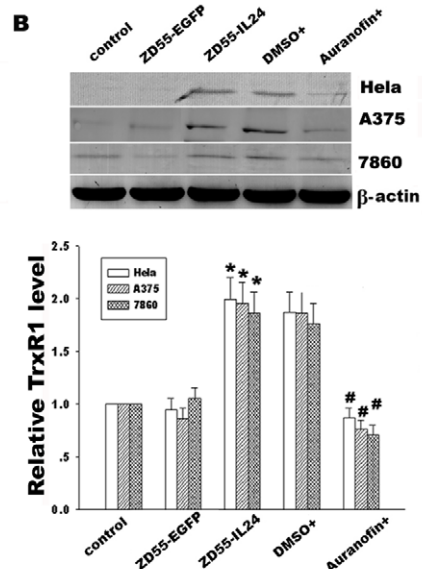 B
control
ZD55-EGFP
ZD55-IL24
DMSO+
Auranofin+
Hela
A375
7860
β-actin
2.5
2.0
1.5
1.0
.5
0.0
Relative TrxR1 level
Hela
A375
7860
* * *
# # #
control
ZD55-EGFP
ZD55-IL24
DMSO+
Auranofin+